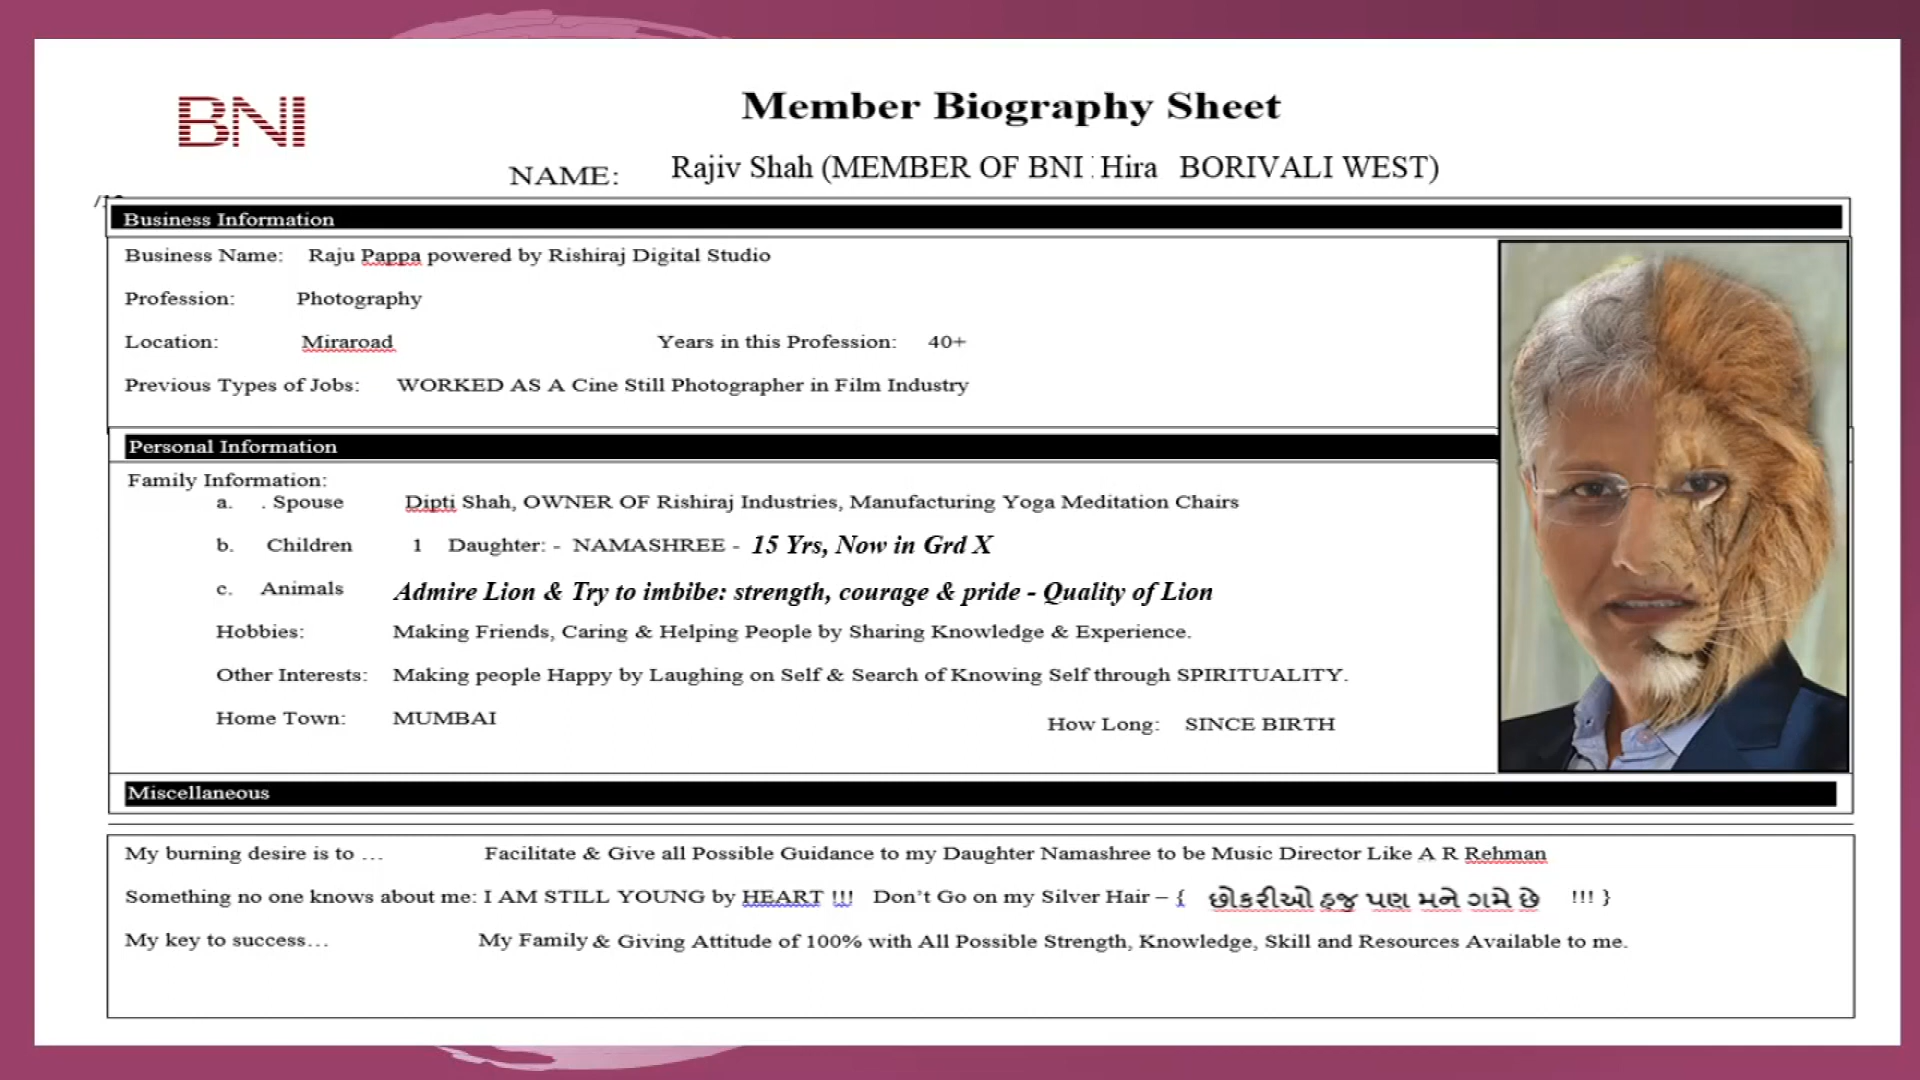 BNI
Member Biography Sheet
NAME: Rajiv Shah (MEMBER OF BNI Hira BORIVALI WEST)
Business Information
Business Name: Raju Pappa powered by Rishiraj Digital Studio
Profession: Photography
Location: Miraroad Years in this Profession: 40+
Previous Types of Jobs: WORKED AS A Cine Still Photographer in Film Industry
Personal Information
Family Information:
a. . Spouse Dipti Shah, OWNER OF Rishiraj Industries, Manufacturing Yoga Meditation Chairs
b. Children 1 Daughter: - NAMASHREE - 15 Yrs, Now in Grd X
c. Animals Admire Lion & Try to imbibe: strength, courage & pride - Quality of Lion
Hobbies: Making Friends, Caring & Helping People by Sharing Knowledge & Experience.
Other Interests: Making people Happy by Laughing on Self & Search of Knowing Self through SPIRITUALITY.
Home Town: MUMBAI How Long: SINCE BIRTH
Miscellaneous
My burning desire is to … Facilitate & Give all Possible Guidance to my Daughter Namashree to be Music Director Like A R Rehman
Something no one knows about me: I AM STILL YOUNG by HEART !!! Don’t Go on my Silver Hair – { છોકરીઓ હજુ પણ મને ગમે છે !!! }
My key to success… My Family & Giving Attitude of 100% with All Possible Strength, Knowledge, Skill and Resources Available to me.